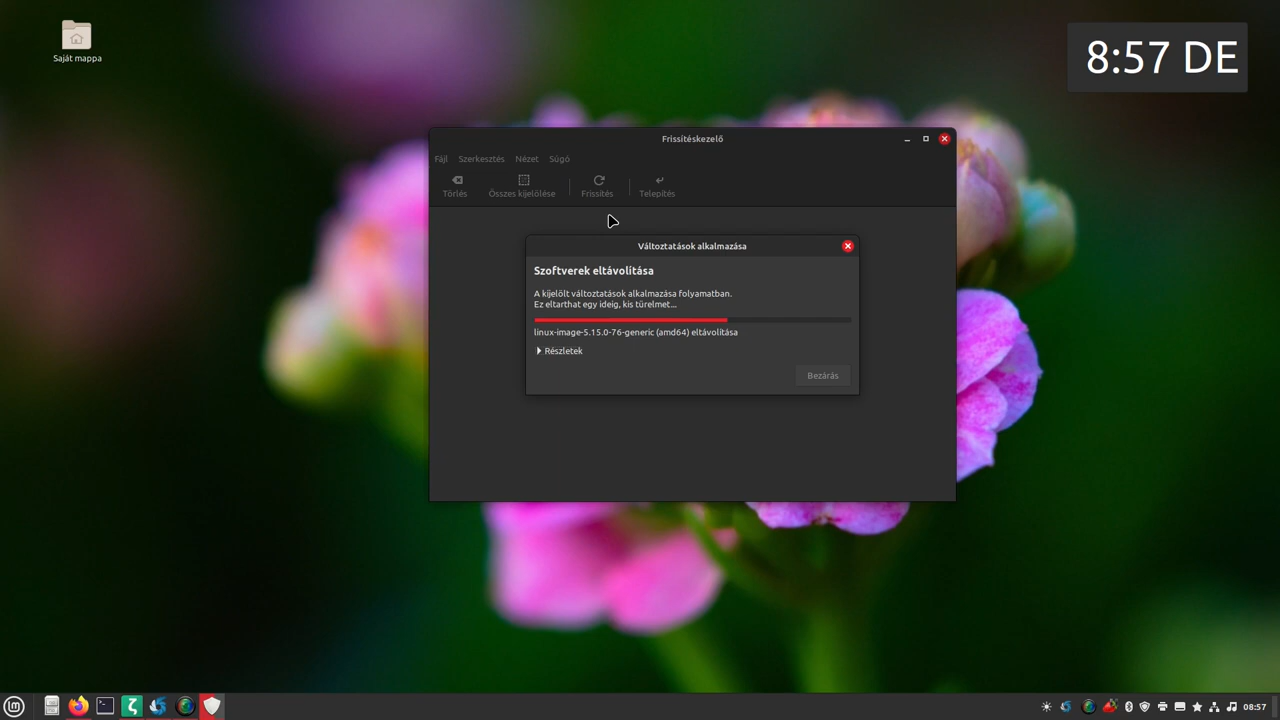 Saját mappa
8:57 DE
Frissítéskezelő
Fájl Szerkesztés Nézet Súgó
Törlés Összes kijelölése Frissítés Telepítés
Változtatások alkalmazása
Szoftverek eltávolítása
A kijelölt változtatások alkalmazása folyamatban.
Ez eltarthat egy ideig, kis türelmet...
linux-image-5.15.0-76-generic (amd64) eltávolítása
Részletek
Bezárás
08:57